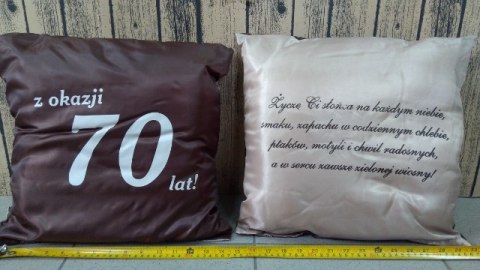 z okazji
70
lat!
Życzę Ci słońca na każdym niebie,
smaku, zapachu w codziennym chlebie,
ptaków, motyli i chwil radosnych,
a w sercu zawsze zielonej wiosny!